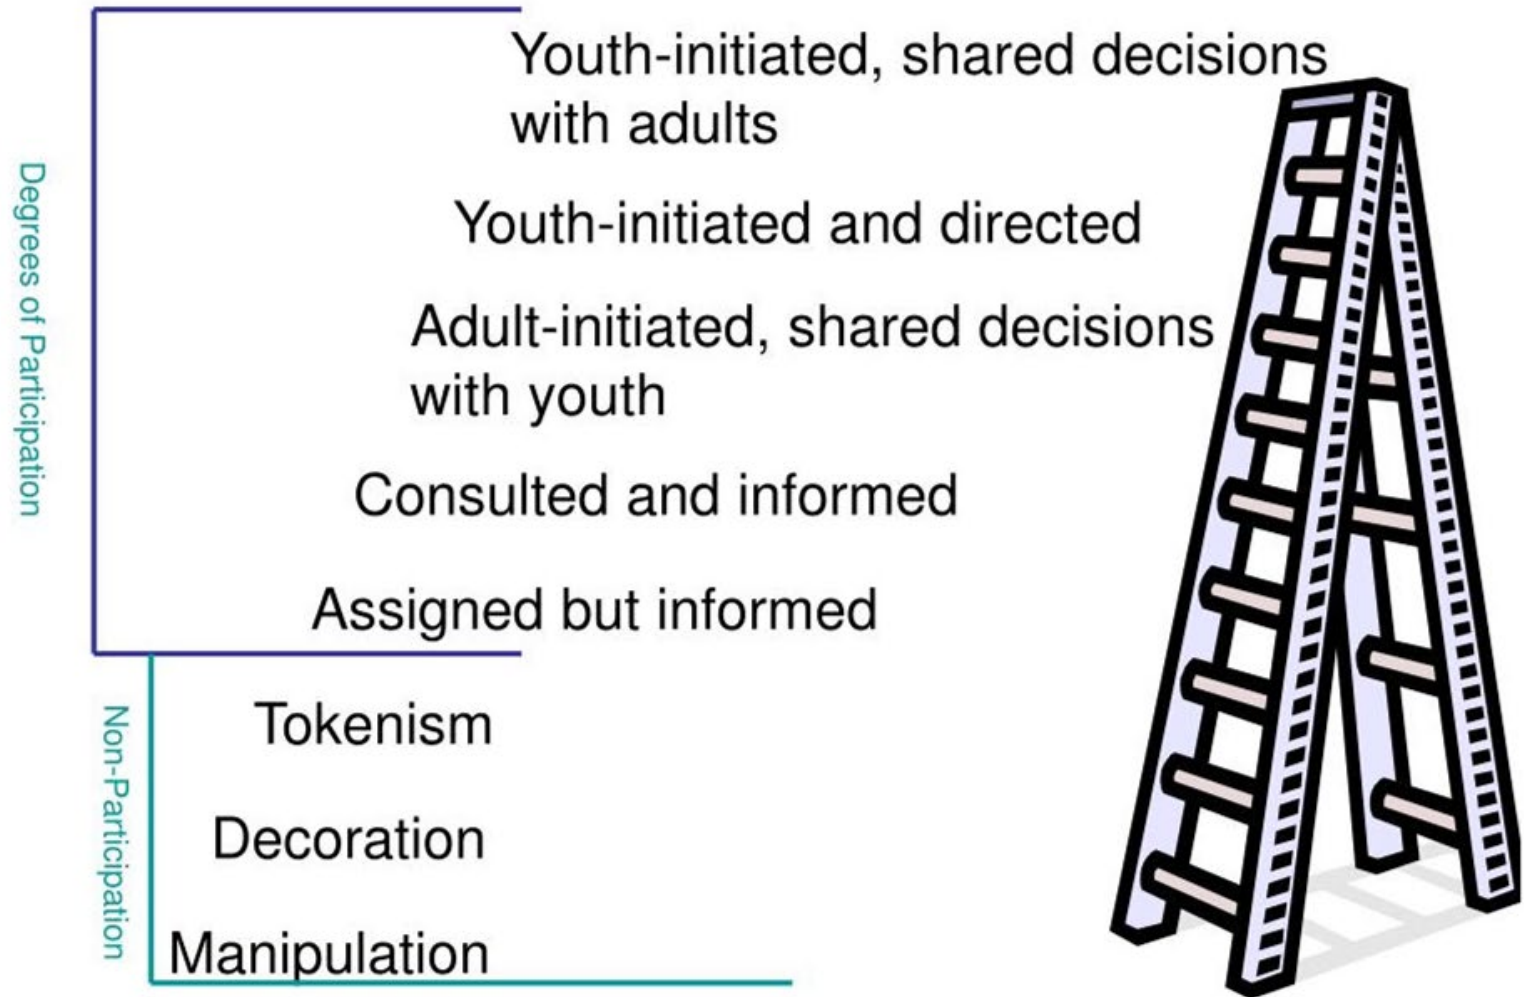 Youth-initiated, shared decisions
with adults
Youth-initiated and directed
Adult-initiated, shared decisions
with youth
Consulted and informed
Assigned but informed
Degrees of Participation
Tokenism
Decoration
Manipulation
Non-Participation